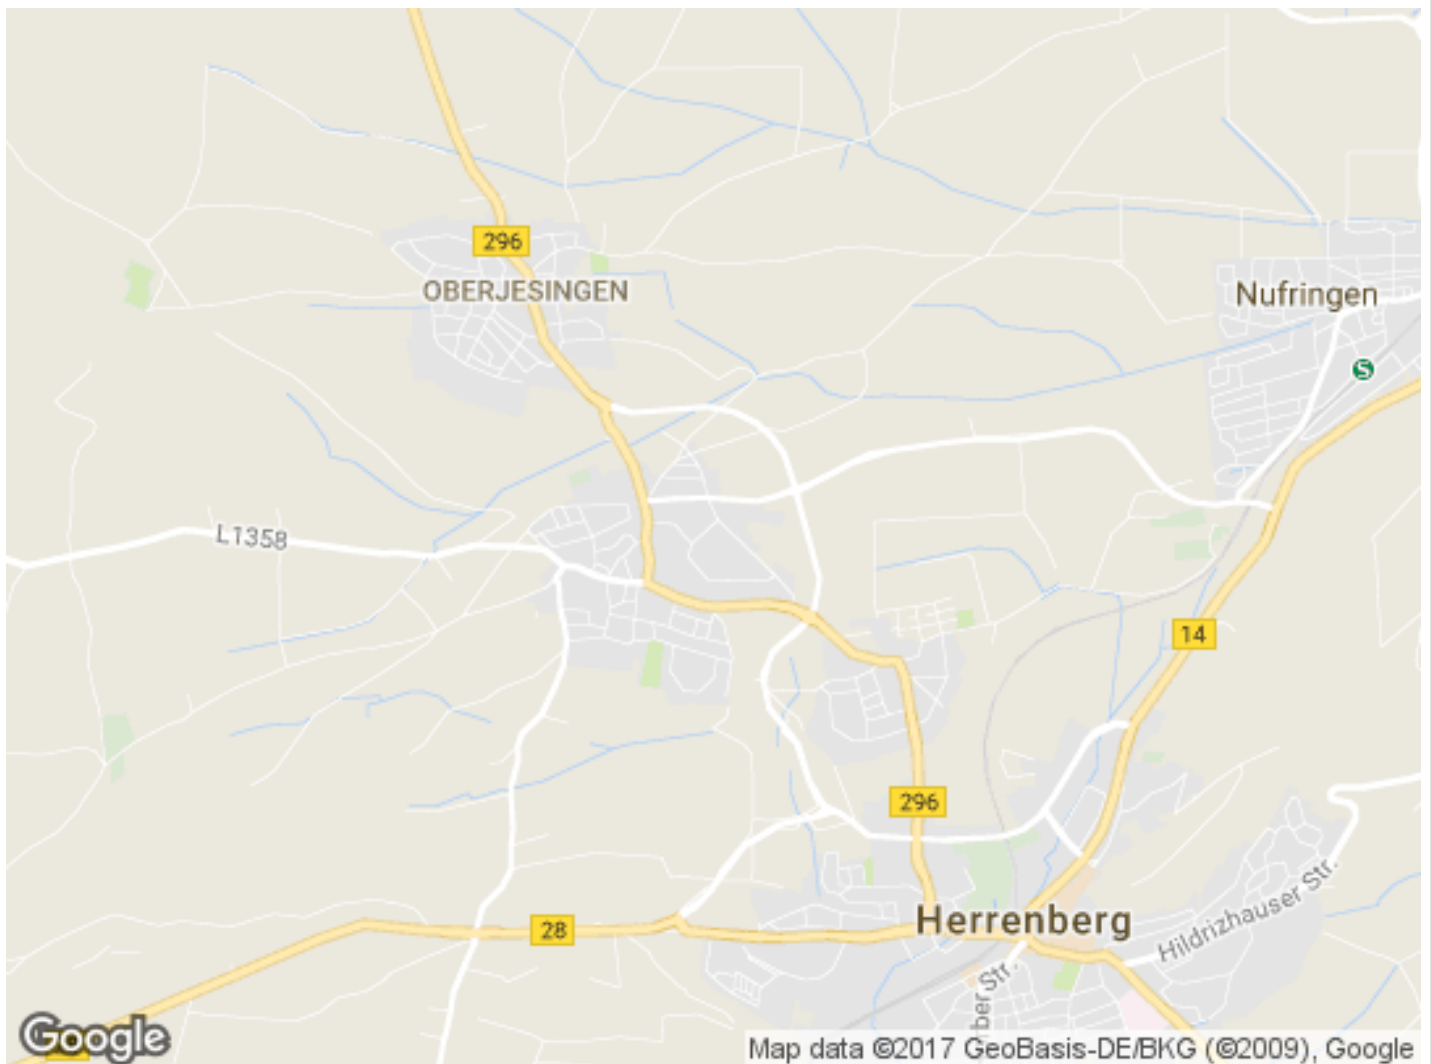 296
OBERJESINGEN
Nufringen
S
L1358
14
296
28
Herrenberg
Hildrizhauser Str.
rber Str.
Google
Map data ©2017 GeoBasis-DE/BKG (©2009), Google